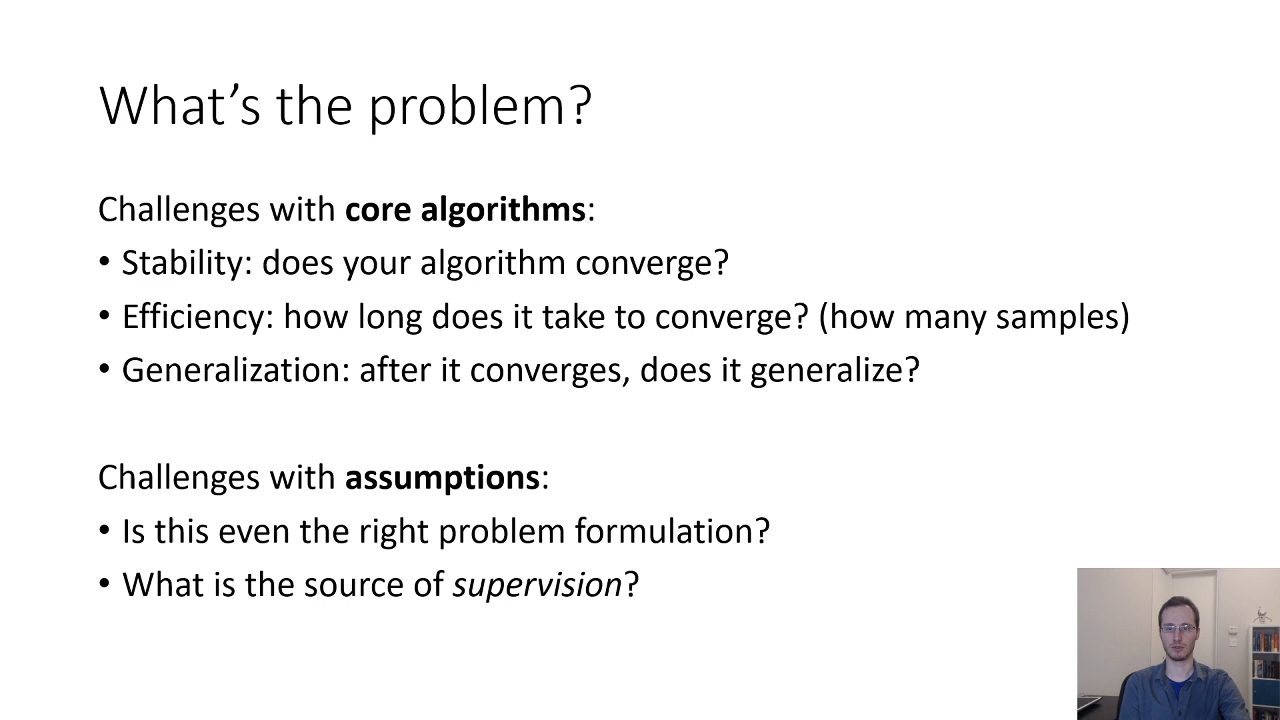 What’s the problem?
Challenges with core algorithms:
• Stability: does your algorithm converge?
• Efficiency: how long does it take to converge? (how many samples)
• Generalization: after it converges, does it generalize?
Challenges with assumptions:
• Is this even the right problem formulation?
• What is the source of supervision?